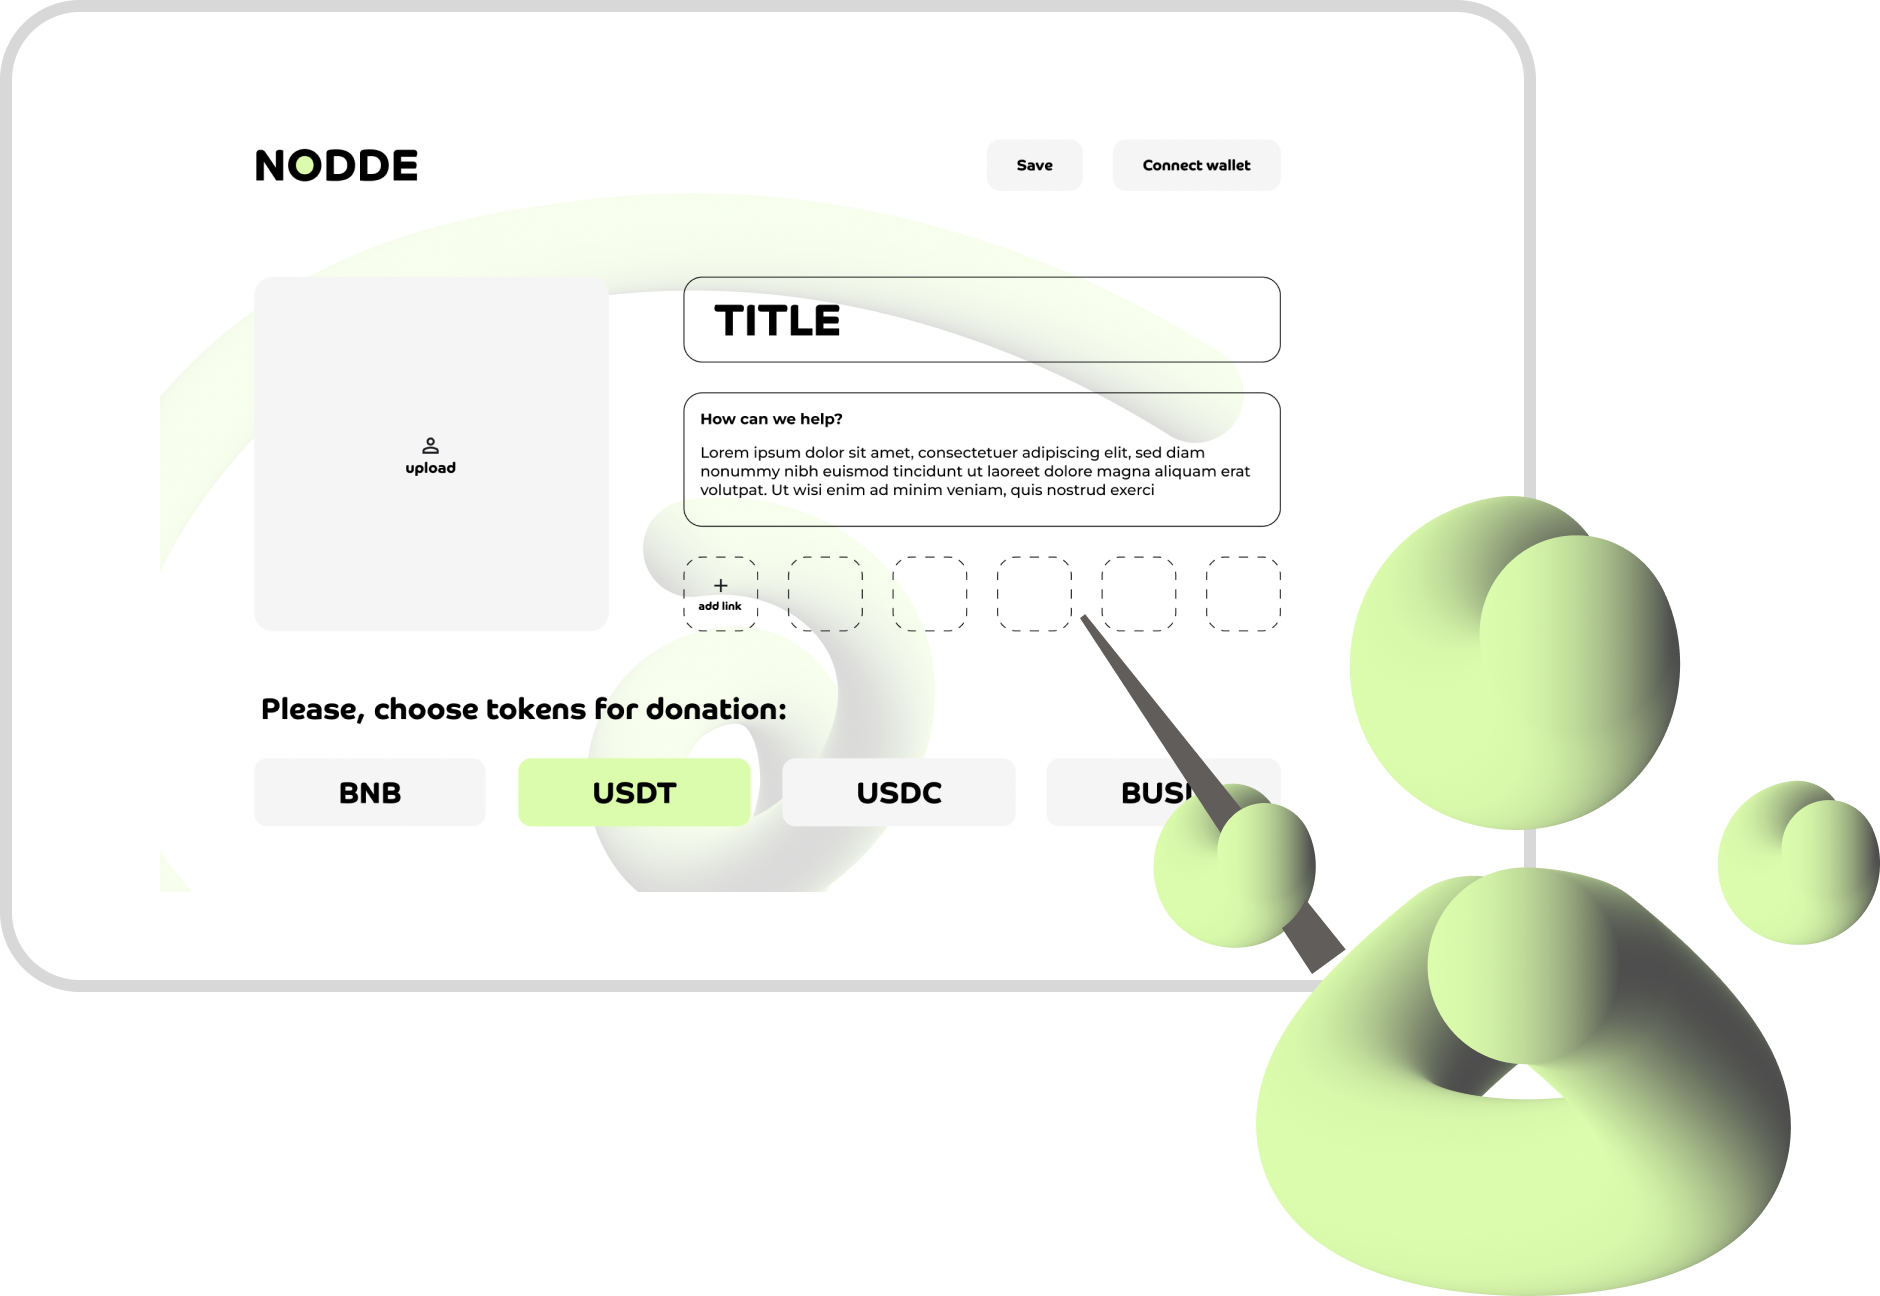 NODDE
Save
Connect wallet
upload
TITLE
How can we help?
Lorem ipsum dolor sit amet, consectetuer adipiscing elit, sed diam
nonummy nibh euismod tincidunt ut laoreet dolore magna aliquam erat
volutpat. Ut wisi enim ad minim veniam, quis nostrud exerci
+
add link
Please, choose tokens for donation:
BNB
USDT
USDC